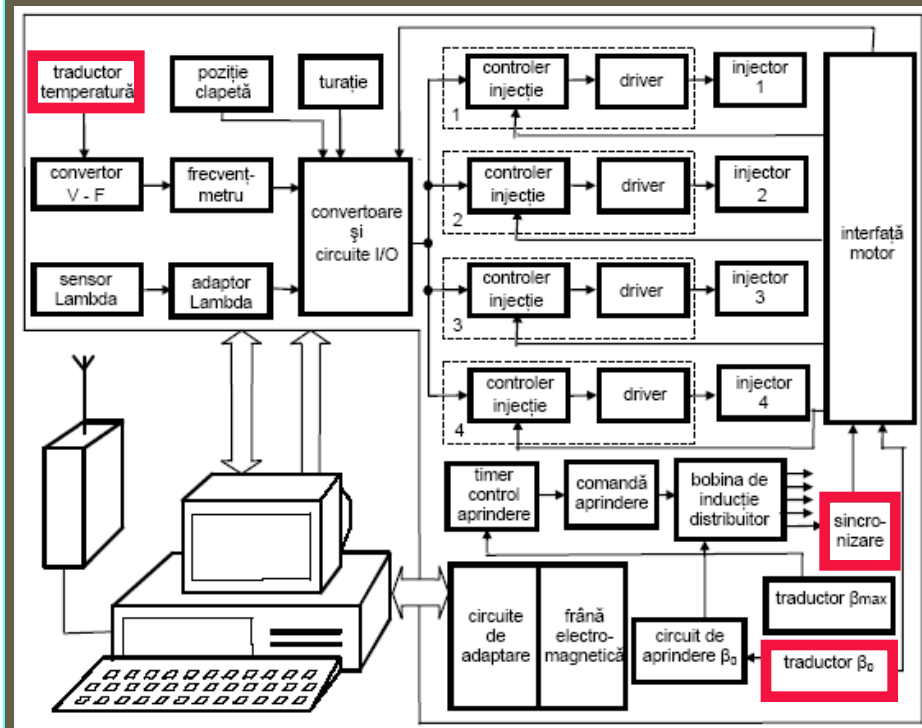 traductor
temperatură
poziție
clapetă
turație
convertor
V - F
frecvenț-
metru
convertoare
şi
circuite I/O
sensor
Lambda
adaptor
Lambda
controler
injecție
driver
injector
1
1
controler
injecție
driver
injector
2
2
controler
injecție
driver
injector
3
3
controler
injecție
driver
injector
4
4
interfață
motor
timer
control
aprindere
comandă
aprindere
bobina de
inducție
distribuitor
sincro-
nizare
traductor βmax
circuite
de
adaptare
frână
electro-
magnetică
circuit de
aprindere β₀
traductor β₀